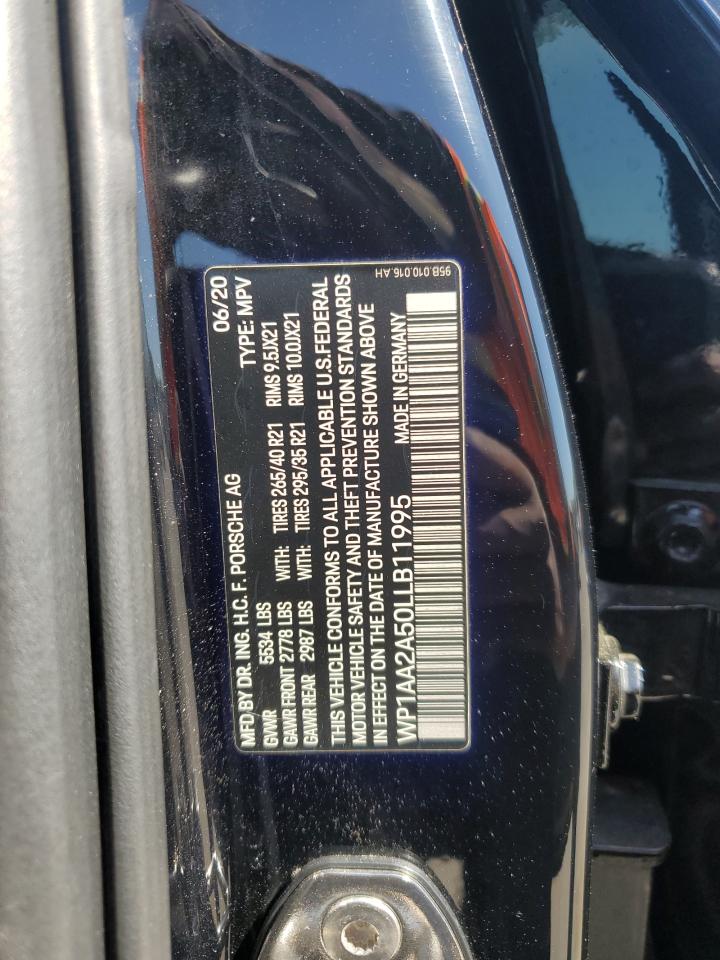 MFD BY DR. ING. H.C. F. PORSCHE AG 06/20
GVWR 5534 LBS TYPE: MPV
GAWR FRONT 2778 LBS WITH: TIRES 265/40 R21 RIMS 9.5JX21
GAWR REAR 2987 LBS WITH: TIRES 295/35 R21 RIMS 10.0JX21
THIS VEHICLE CONFORMS TO ALL APPLICABLE U.S. FEDERAL
MOTOR VEHICLE SAFETY AND THEFT PREVENTION STANDARDS
IN EFFECT ON THE DATE OF MANUFACTURE SHOWN ABOVE
WP1AA2A50LLB11995 MADE IN GERMANY
95B.010.016.AH